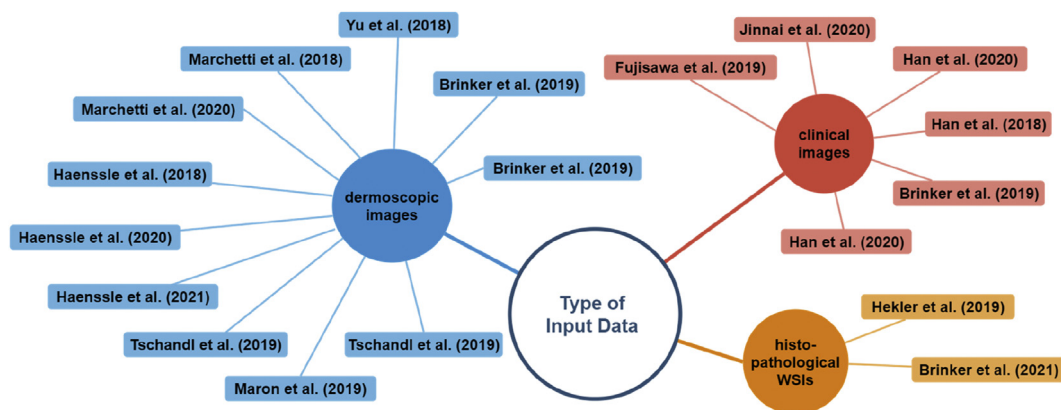 Yu et al. (2018)
Marchetti et al. (2018)
Brinker et al. (2019)
Marchetti et al. (2020)
Haenssle et al. (2018)
Brinker et al. (2019)
dermoscopic
images
Haenssle et al. (2020)
Haenssle et al. (2021)
Tschandl et al. (2019)
Tschandl et al. (2019)
Maron et al. (2019)
Type of
Input Data
Jinnai et al. (2020)
Fujisawa et al. (2019)
Han et al. (2020)
clinical
images
Han et al. (2018)
Brinker et al. (2019)
Han et al. (2020)
histo-
pathological
WSIs
Hekler et al. (2019)
Brinker et al. (2021)